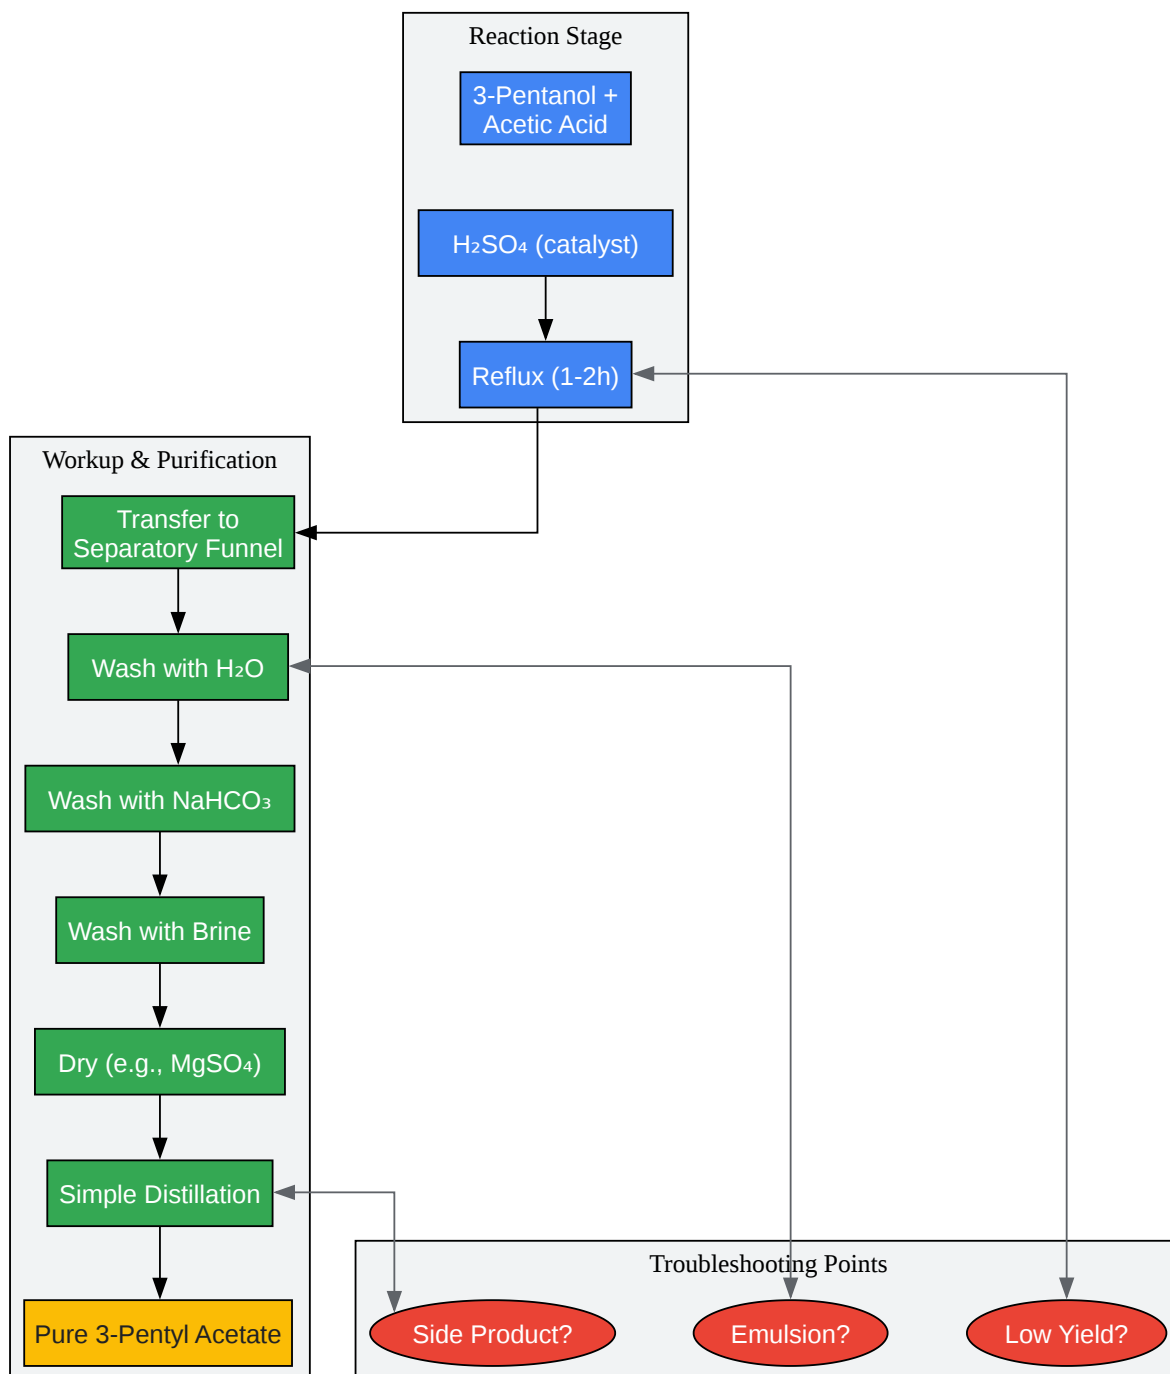 Reaction Stage
3-Pentanol +
Acetic Acid
H₂SO₄ (catalyst)
Reflux (1-2h)
Workup & Purification
Transfer to
Separatory Funnel
Wash with H₂O
Wash with NaHCO₃
Wash with Brine
Dry (e.g., MgSO₄)
Simple Distillation
Pure 3-Pentyl Acetate
Troubleshooting Points
Side Product?
Emulsion?
Low Yield?